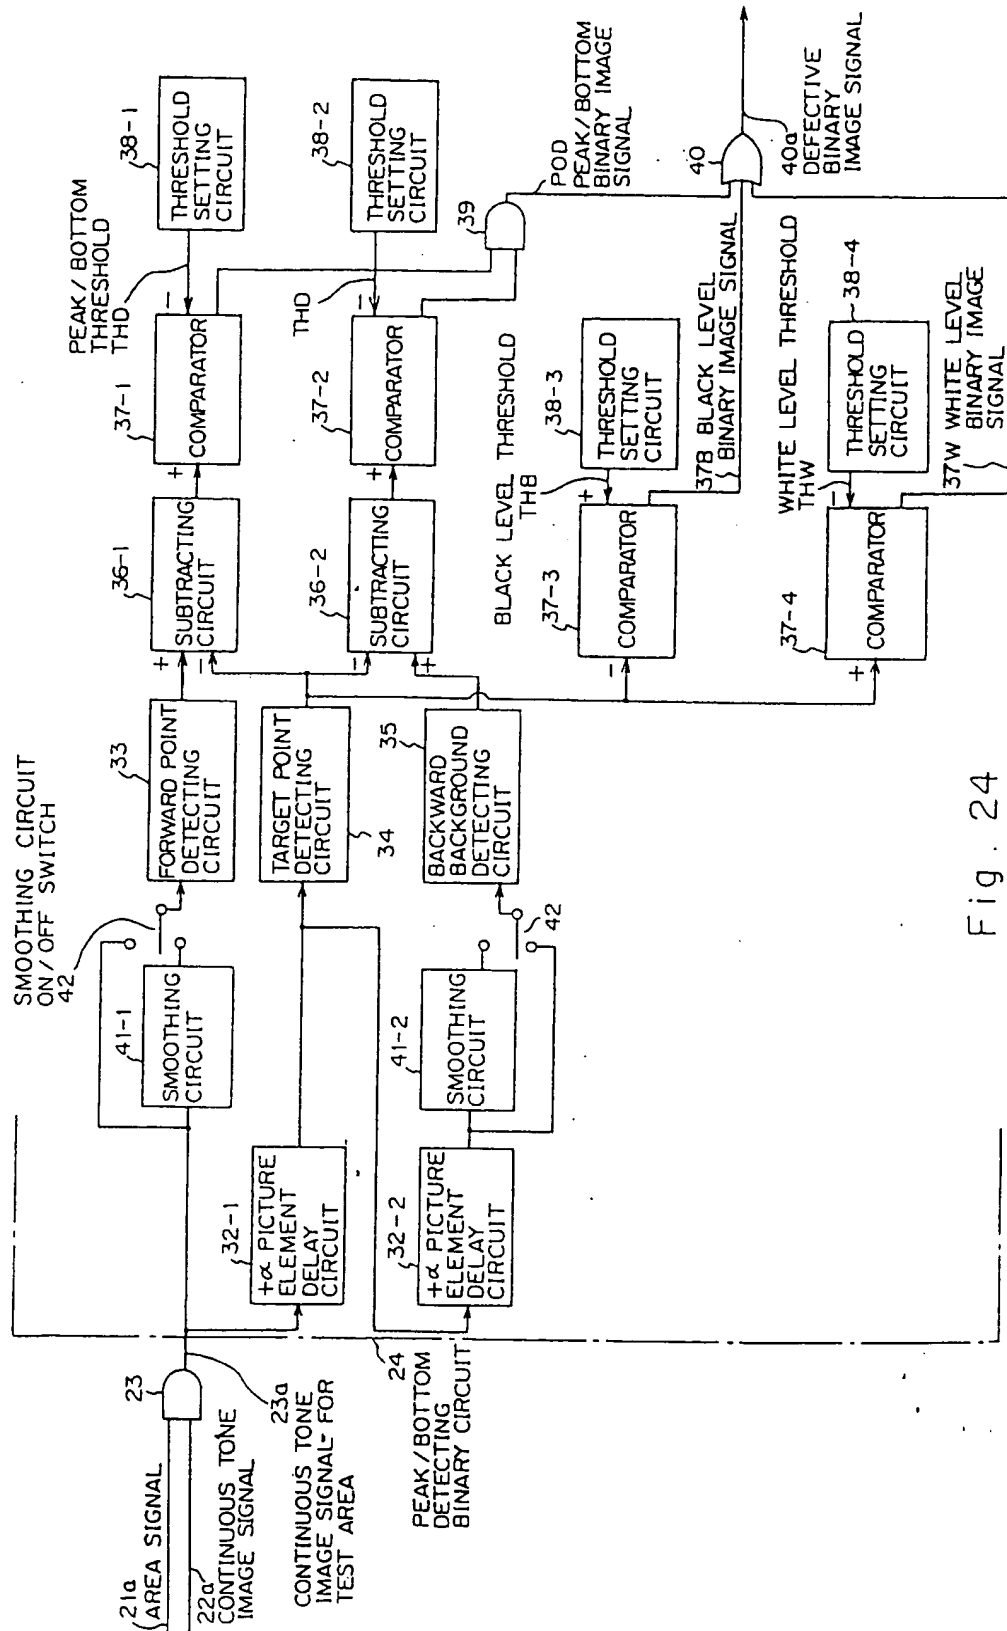 21a
AREA SIGNAL
22a
CONTINUOUS TONE
IMAGE SIGNAL
23
23a
CONTINUOUS TONE
IMAGE SIGNAL FOR
TEST AREA
24
PEAK/BOTTOM
DETECTING
BINARY CIRCUIT
SMOOTHING CIRCUIT
ON/OFF SWITCH
42
41-1
SMOOTHING
CIRCUIT
32-1
+α PICTURE
ELEMENT
DELAY
CIRCUIT
32-2
+α PICTURE
ELEMENT
DELAY
CIRCUIT
41-2
SMOOTHING
CIRCUIT
42
33
FORWARD POINT
DETECTING
CIRCUIT
TARGET POINT
DETECTING
CIRCUIT
34
35
BACKWARD
BACKGROUND
DETECTING
CIRCUIT
+
-
36-1
SUBTRACTING
CIRCUIT
-
+
36-2
SUBTRACTING
CIRCUIT
PEAK/BOTTOM
THRESHOLD
THD
+
-
37-1
COMPARATOR
38-1
THRESHOLD
SETTING
CIRCUIT
THD
+
-
37-2
COMPARATOR
38-2
THRESHOLD
SETTING
CIRCUIT
39
POD
PEAK/BOTTOM
BINARY IMAGE
SIGNAL
BLACK LEVEL THRESHOLD
THB
-
+
37-3
COMPARATOR
38-3
THRESHOLD
SETTING
CIRCUIT
37B BLACK LEVEL
BINARY IMAGE SIGNAL
WHITE LEVEL THRESHOLD
THW
+
-
37-4
COMPARATOR
38-4
THRESHOLD
SETTING
CIRCUIT
37W WHITE LEVEL
BINARY IMAGE
SIGNAL
40
40a
DEFECTIVE
BINARY
IMAGE SIGNAL
Fig. 24